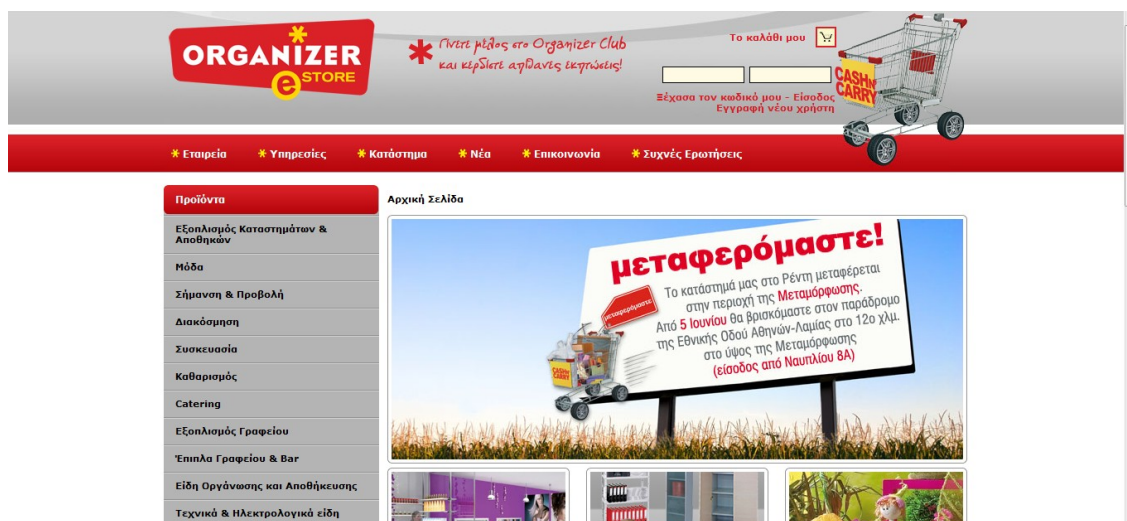 ORGANIZER
e STORE
* Γίνετε μέλος στο Organizer Club
και κερδίστε απίθανες εκπτώσεις!
Το καλάθι μου
CASH N CARRY
Ξέχασα τον κωδικό μου - Είσοδος
Εγγραφή νέου χρήστη
* Εταιρεία * Υπηρεσίες * Κατάστημα * Νέα * Επικοινωνία * Συχνές Ερωτήσεις
Προϊόντα
Εξοπλισμός Καταστημάτων &
Αποθηκών
Μόδα
Σήμανση & Προβολή
Διακόσμηση
Συσκευασία
Καθαρισμός
Catering
Εξοπλισμός Γραφείου
Έπιπλα Γραφείου & Bar
Είδη Οργάνωσης και Αποθήκευσης
Τεχνικά & Ηλεκτρολογικά είδη
Αρχική Σελίδα
μεταφερόμαστε!
Το κατάστημά μας στο Ρέντη μεταφέρεται
στην περιοχή της Μεταμόρφωσης.
Από 5 Ιουνίου θα βρισκόμαστε στον παράδρομο
της Εθνικής Οδού Αθηνών-Λαμίας στο 12ο χλμ.
στο ύψος της Μεταμόρφωσης
(είσοδος από Ναυπλίου 8Α)
μεταφερόμαστε
CASH N CARRY